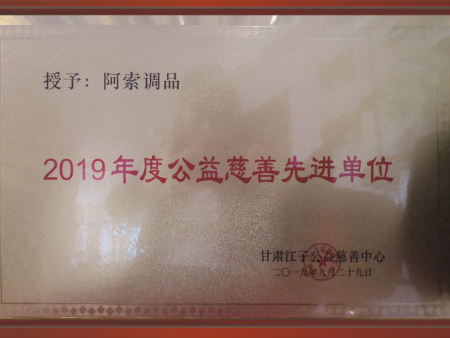 授予：阿索调品
2019年度公益慈善先进单位
甘肃江子公益慈善中心
二〇一九年九月二十九日